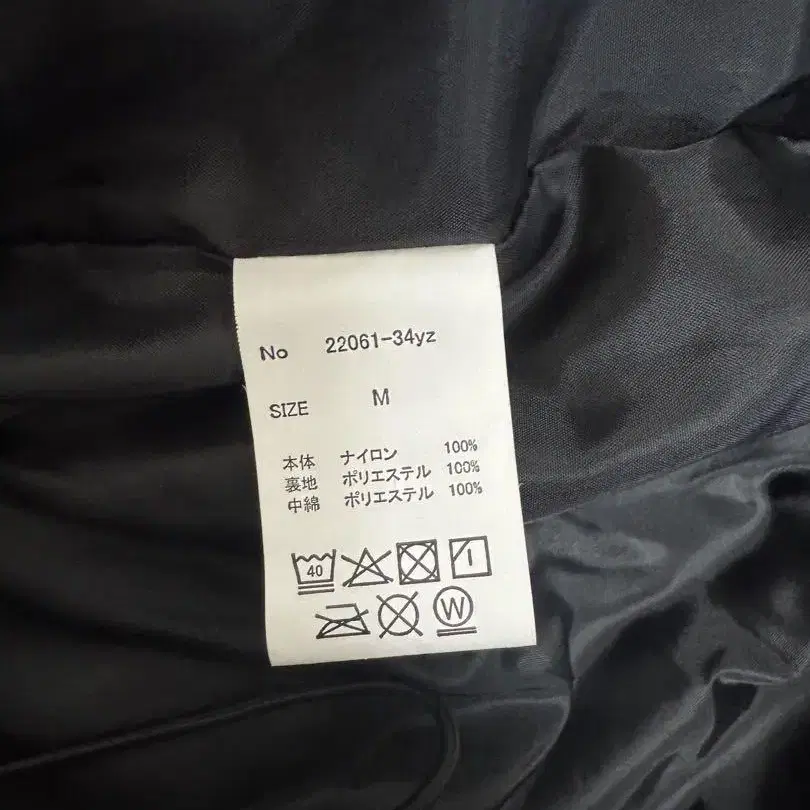 No 22061-34yz
SIZE M
本体 ナイロン 100%
裏地 ポリエステル 100%
中綿 ポリエステル 100%
40
W